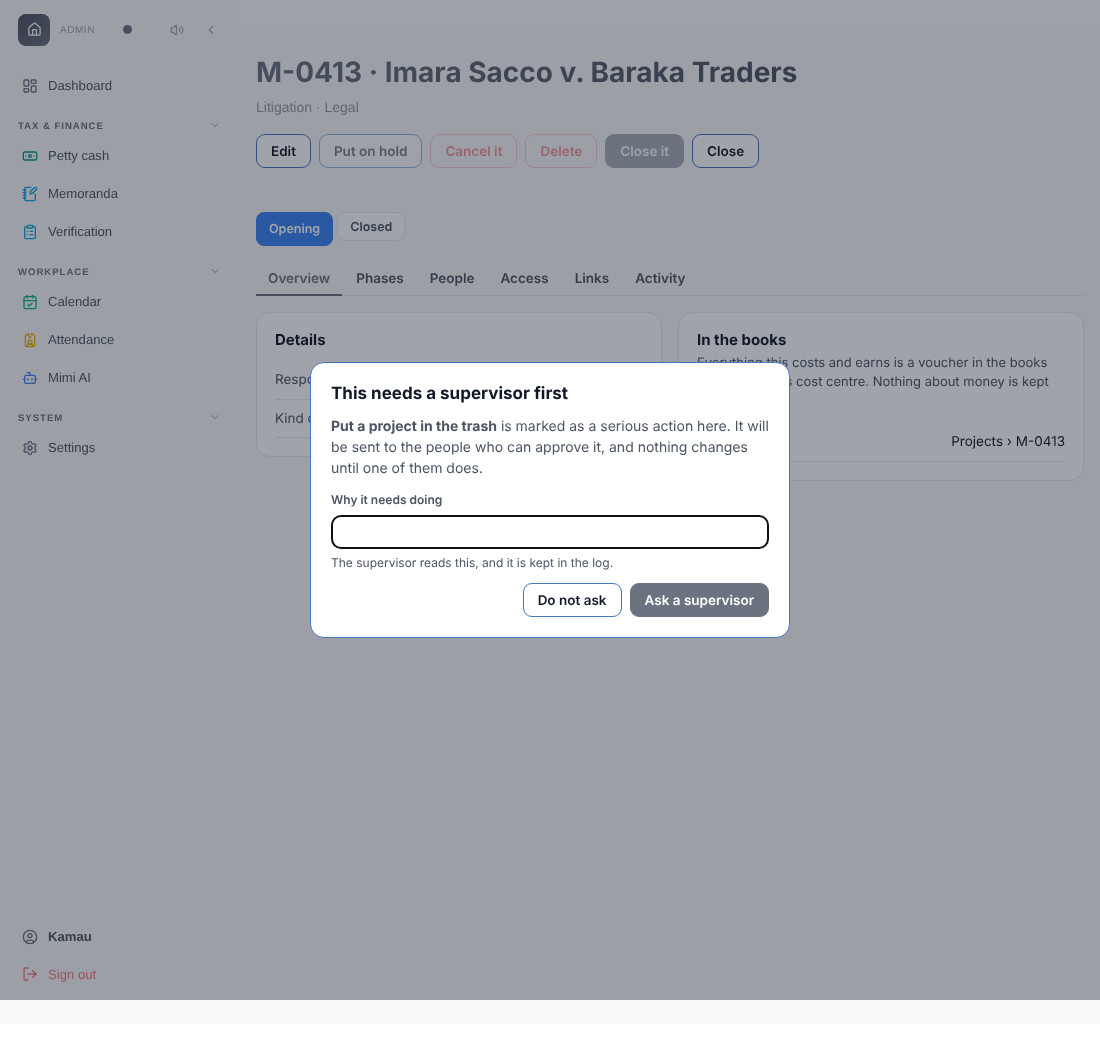 ADMIN
Dashboard
TAX & FINANCE
Petty cash
Memoranda
Verification
WORKPLACE
Calendar
Attendance
Mimi AI
SYSTEM
Settings
Kamau
Sign out
M-0413 · Imara Sacco v. Baraka Traders
Litigation · Legal
Edit Put on hold Cancel it Delete Close it Close
Opening Closed
Overview Phases People Access Links Activity
Details
Kind
In the books
Everything this costs and earns is a voucher in the books
cost centre. Nothing about money is kept
Projects › M-0413
This needs a supervisor first
Put a project in the trash is marked as a serious action here. It will
be sent to the people who can approve it, and nothing changes
until one of them does.
Why it needs doing
The supervisor reads this, and it is kept in the log.
Do not ask Ask a supervisor